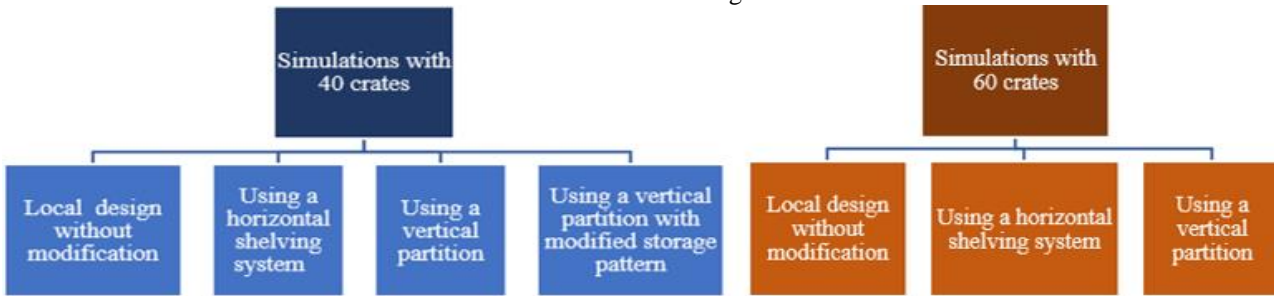 Simulations with
40 crates
Simulations with
60 crates
Local design
without
modification
Using a
horizontal
shelving
system
Using a
vertical
partition
Using a vertical
partition with
modified storage
pattern
Local design
without
modification
Using a horizontal
shelving system
Using a
vertical
partition